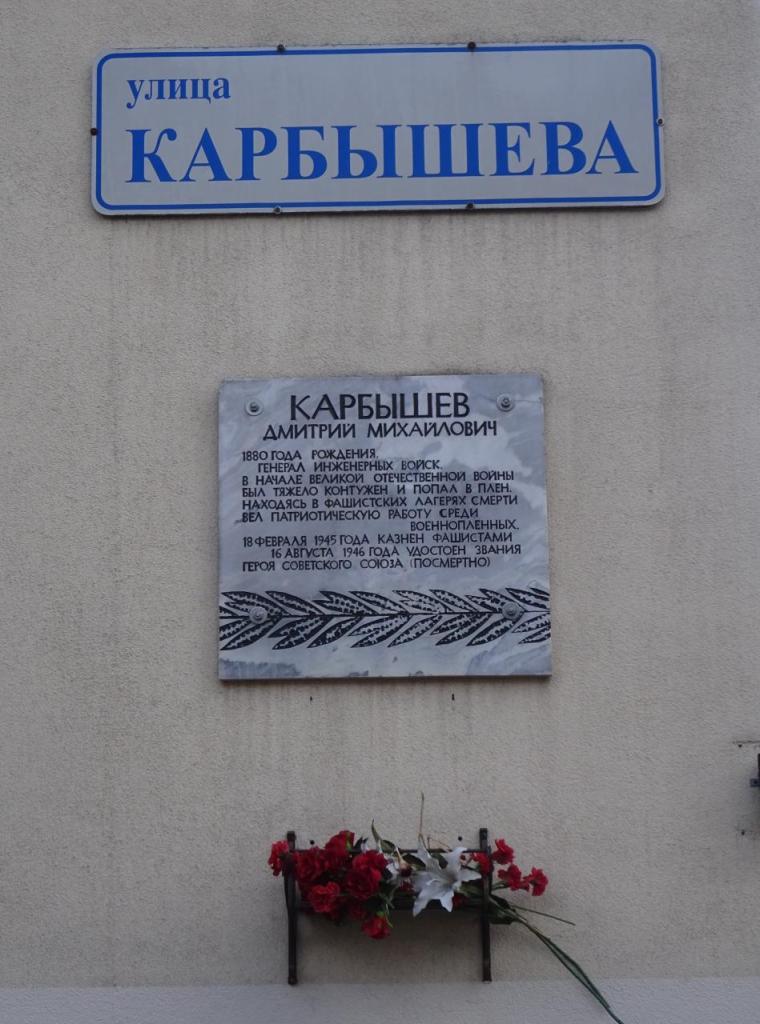 улица
КАРБЫШЕВА
КАРБЫШЕВ
ДМИТРИЙ МИХАЙЛОВИЧ
1880 ГОДА РОЖДЕНИЯ.
ГЕНЕРАЛ ИНЖЕНЕРНЫХ ВОЙСК.
В НАЧАЛЕ ВЕЛИКОЙ ОТЕЧЕСТВЕННОЙ ВОЙНЫ
БЫЛ ТЯЖЕЛО КОНТУЖЕН И ПОПАЛ В ПЛЕН.
НАХОДЯСЬ В ФАШИСТСКИХ ЛАГЕРЯХ СМЕРТИ
ВЕЛ ПАТРИОТИЧЕСКУЮ РАБОТУ СРЕДИ
ВОЕННОПЛЕННЫХ.
18 ФЕВРАЛЯ 1945 ГОДА КАЗНЕН ФАШИСТАМИ
16 АВГУСТА 1946 ГОДА УДОСТОЕН ЗВАНИЯ
ГЕРОЯ СОВЕТСКОГО СОЮЗА (ПОСМЕРТНО)